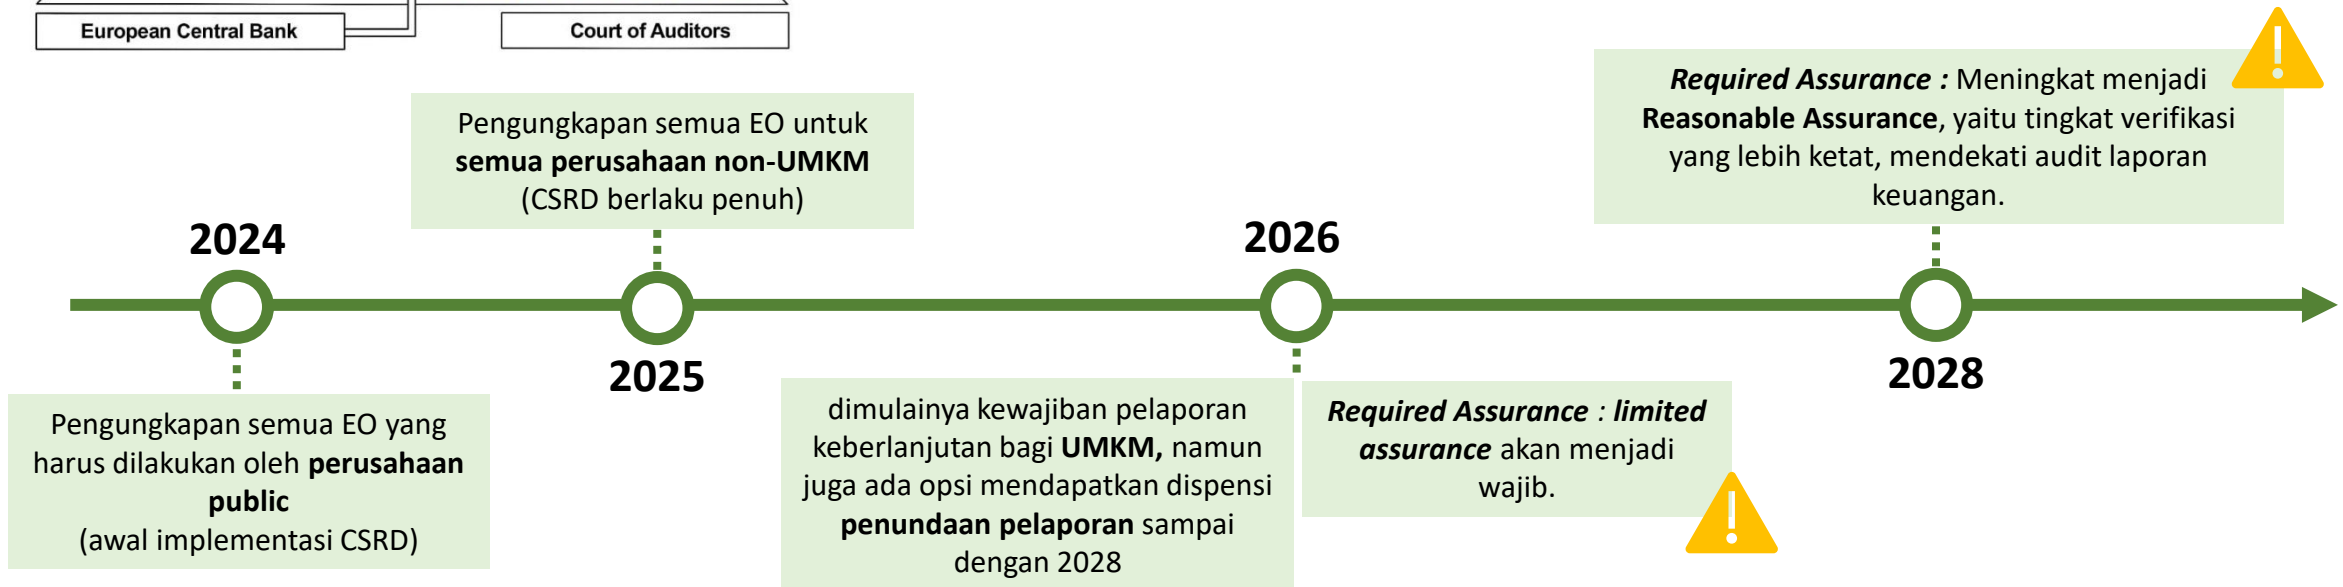 European Central Bank
Court of Auditors
2024
Pengungkapan semua EO yang
harus dilakukan oleh perusahaan
public
(awal implementasi CSRD)
Pengungkapan semua EO untuk
semua perusahaan non-UMKM
(CSRD berlaku penuh)
2025
2026
dimulainya kewajiban pelaporan
keberlanjutan bagi UMKM, namun
juga ada opsi mendapatkan dispensi
penundaan pelaporan sampai
dengan 2028
Required Assurance : limited
assurance akan menjadi
wajib.
Required Assurance : Meningkat menjadi
Reasonable Assurance, yaitu tingkat verifikasi
yang lebih ketat, mendekati audit laporan
keuangan.
2028